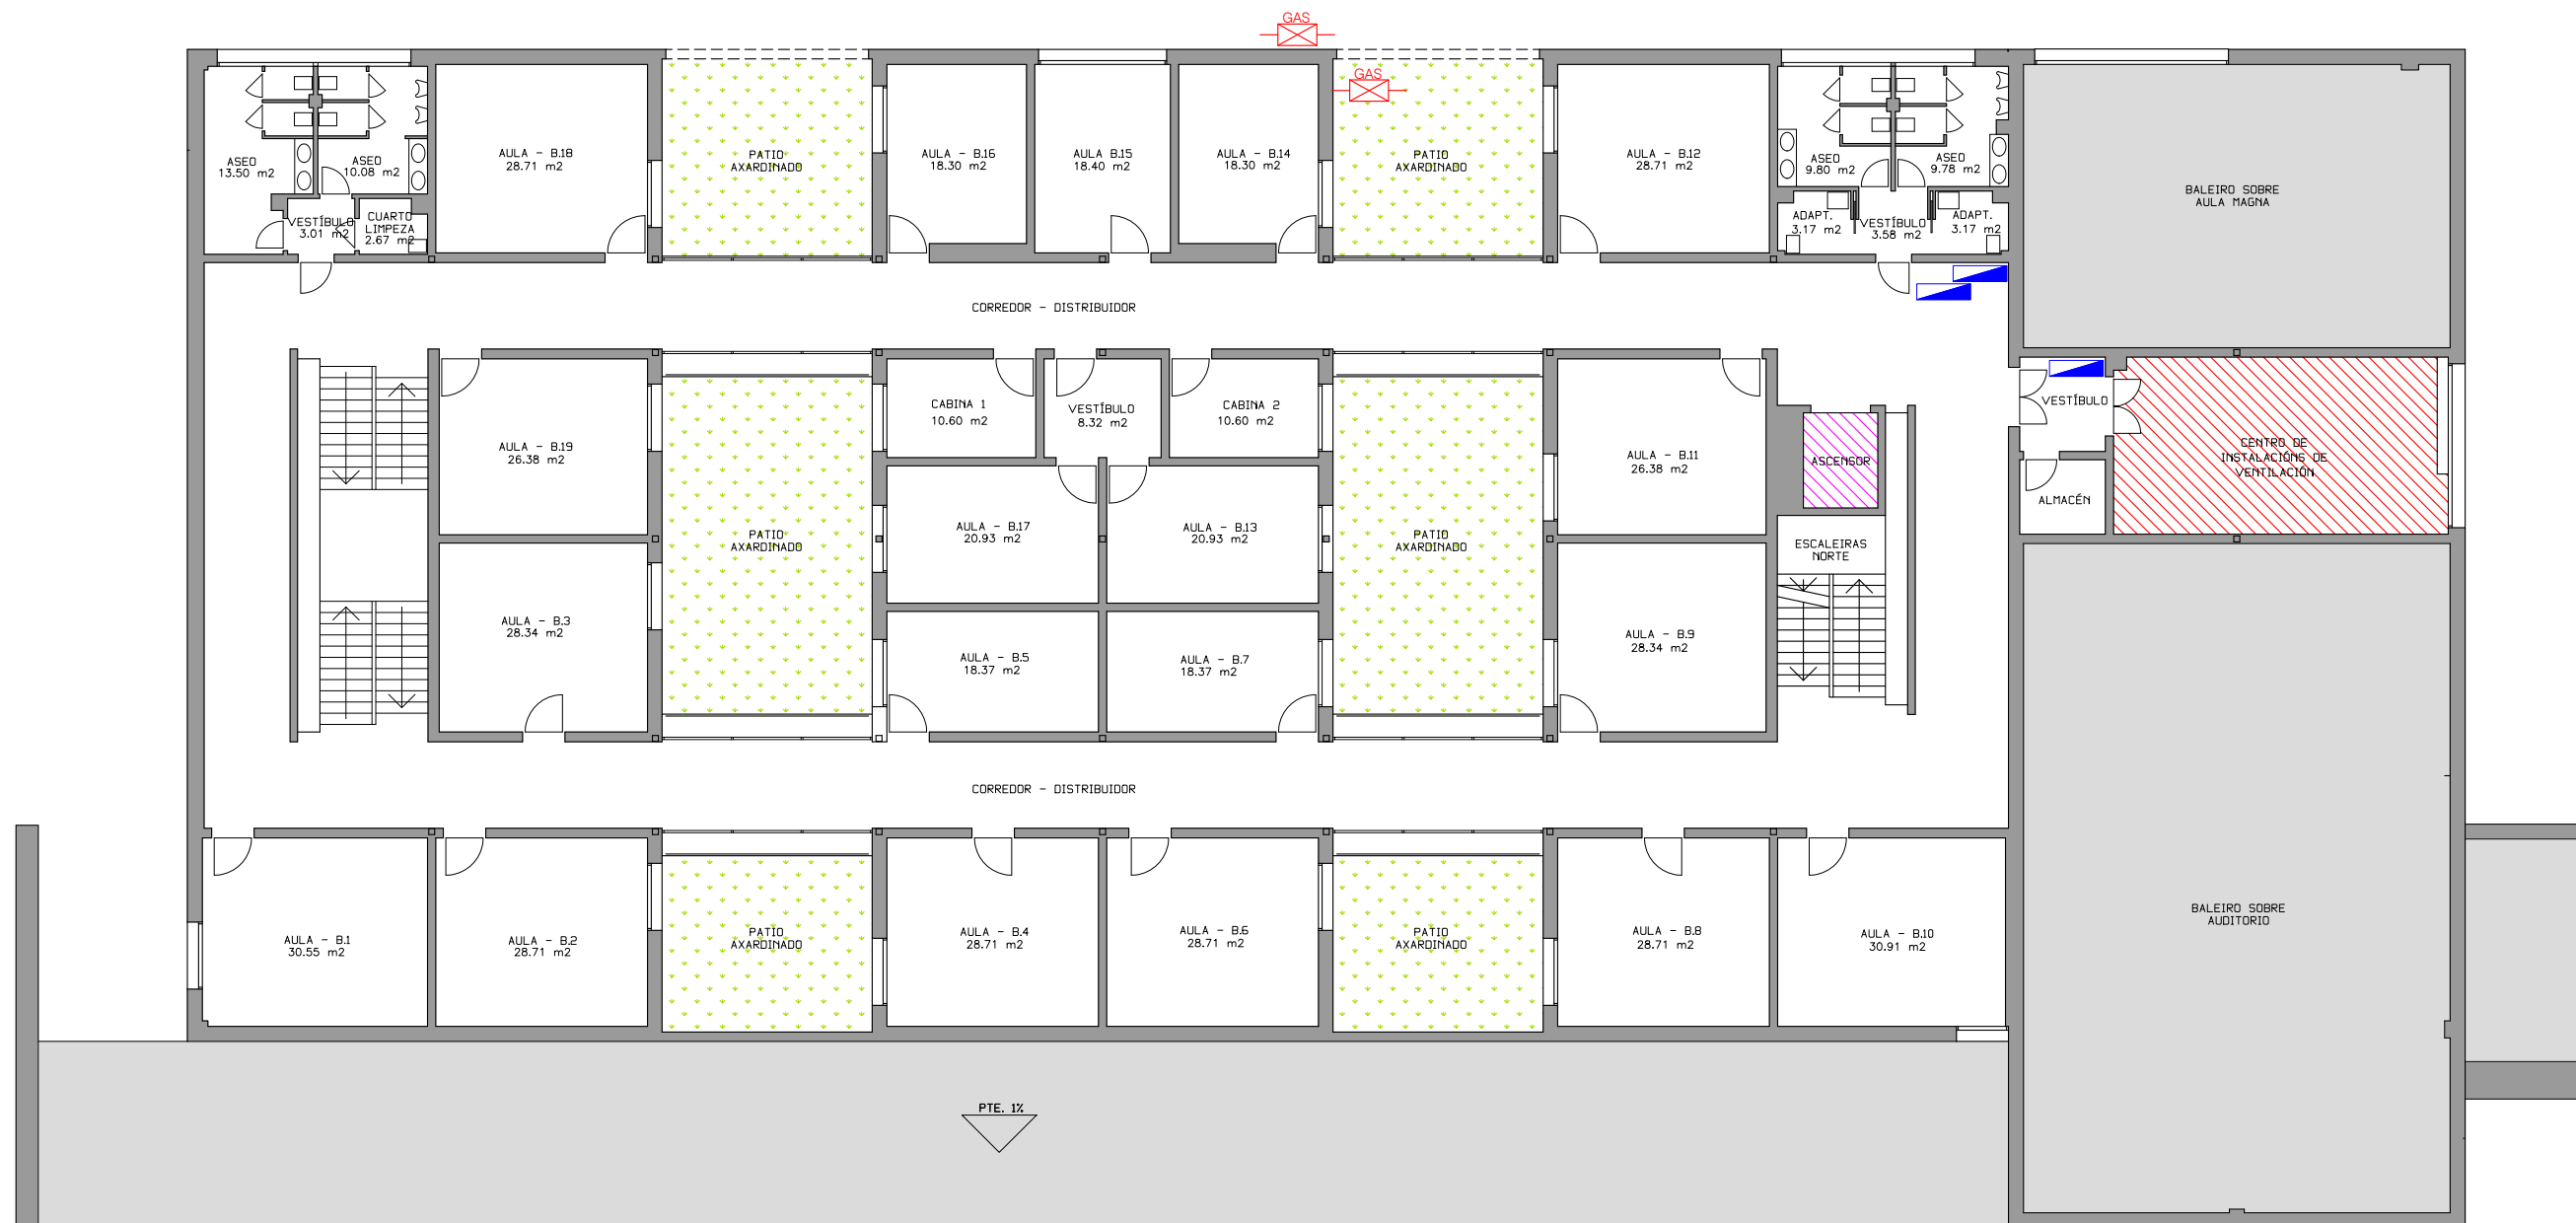 GAS
GAS
ASEO
13.50 m2
ASEO
10.08 m2
VESTÍBULO
3.01 m2
CUARTO
LIMPEZA
2.67 m2
AULA - B.18
28.71 m2
PATIO
AXARDINADO
AULA - B.16
18.30 m2
AULA B.15
18.40 m2
AULA - B.14
18.30 m2
PATIO
AXARDINADO
AULA - B.12
28.71 m2
ASEO
9.80 m2
ASEO
9.78 m2
ADAPT.
3.17 m2
VESTÍBULO
3.58 m2
ADAPT.
3.17 m2
BALEIRO SOBRE
AULA MAGNA
CORREDOR - DISTRIBUIDOR
AULA - B.19
26.38 m2
CABINA 1
10.60 m2
VESTÍBULO
8.32 m2
CABINA 2
10.60 m2
AULA - B.11
26.38 m2
ASCENSOR
VESTÍBULO
CENTRO DE
INSTALACIÓNS DE
VENTILACIÓN
ALMACÉN
PATIO
AXARDINADO
AULA - B.17
20.93 m2
AULA - B.13
20.93 m2
PATIO
AXARDINADO
ESCALEIRAS
NORTE
AULA - B.3
28.34 m2
AULA - B.5
18.37 m2
AULA - B.7
18.37 m2
AULA - B.9
28.34 m2
CORREDOR - DISTRIBUIDOR
AULA - B.1
30.55 m2
AULA - B.2
28.71 m2
PATIO
AXARDINADO
AULA - B.4
28.71 m2
AULA - B.6
28.71 m2
PATIO
AXARDINADO
AULA - B.8
28.71 m2
AULA - B.10
30.91 m2
BALEIRO SOBRE
AUDITORIO
PTE. 1%